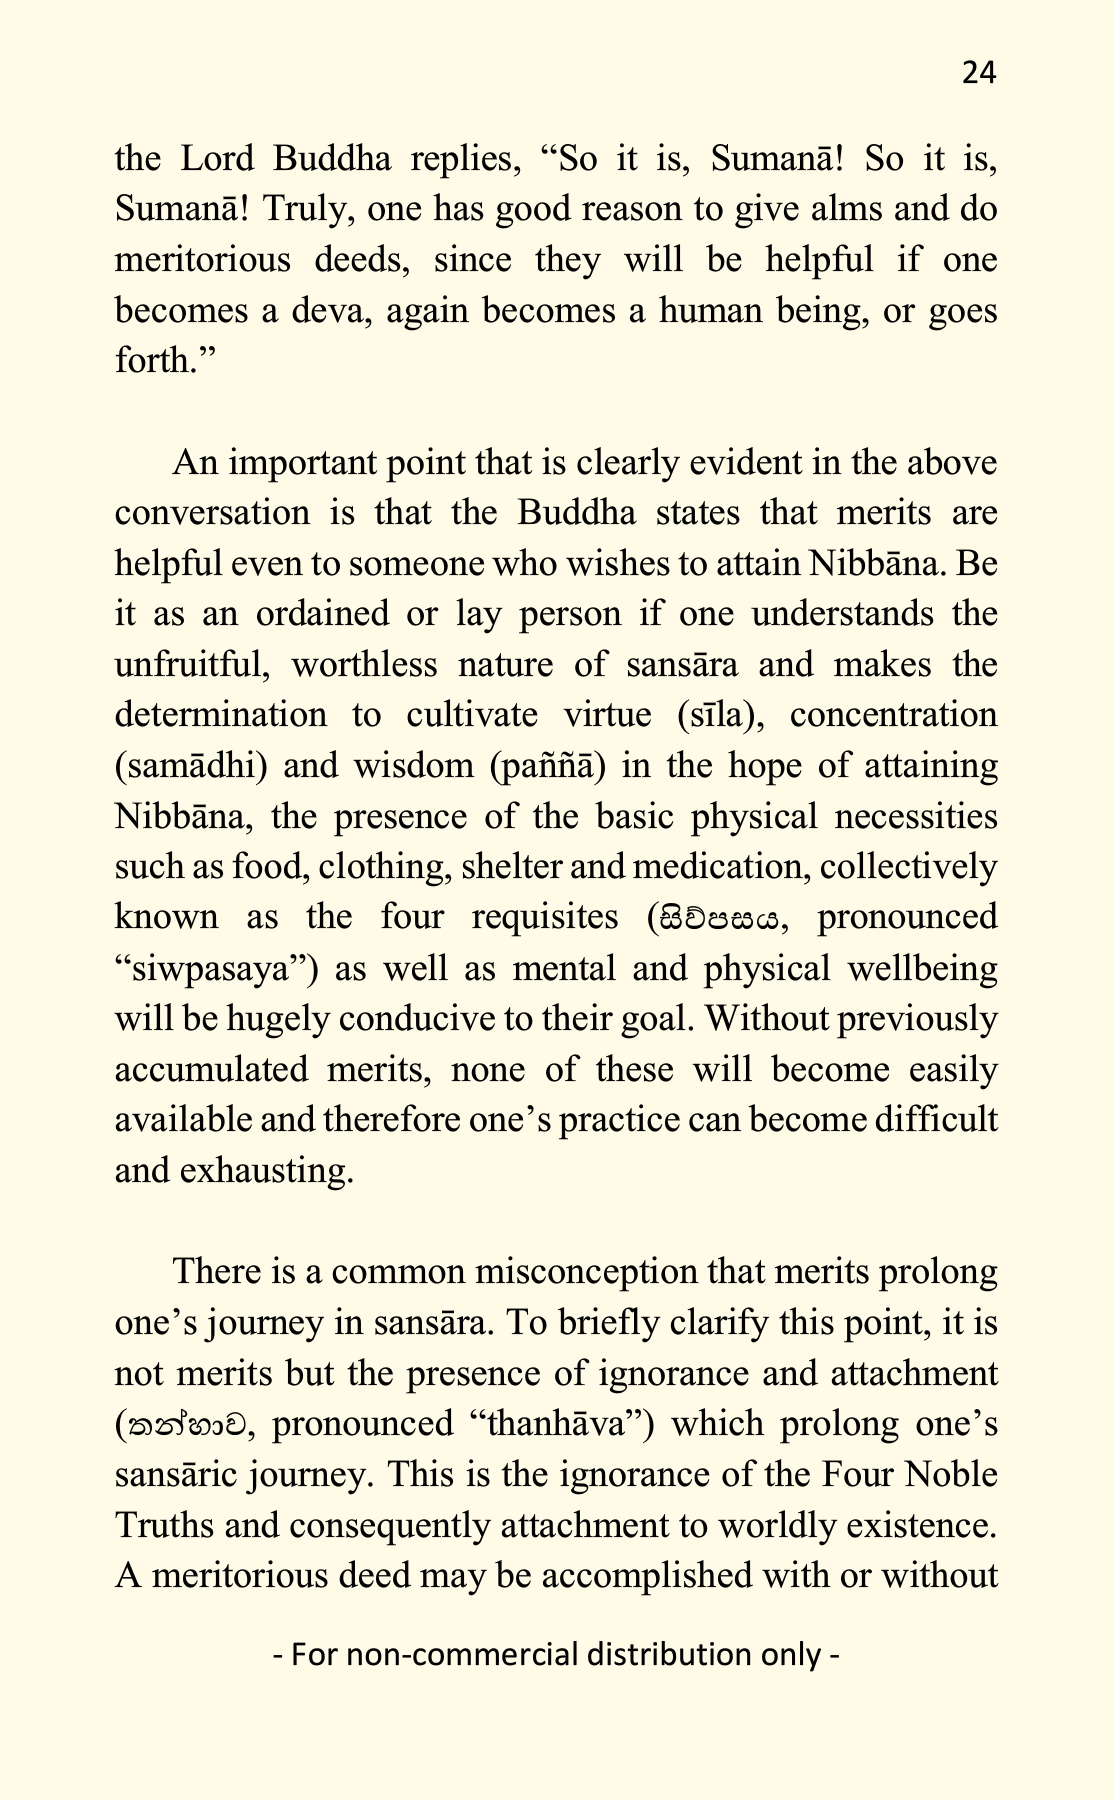 24
the Lord Buddha replies, “So it is, Sumanā! So it is,
Sumanā! Truly, one has good reason to give alms and do
meritorious deeds, since they will be helpful if one
becomes a deva, again becomes a human being, or goes
forth.”
An important point that is clearly evident in the above
conversation is that the Buddha states that merits are
helpful even to someone who wishes to attain Nibbāna. Be
it as an ordained or lay person if one understands the
unfruitful, worthless nature of sansāra and makes the
determination to cultivate virtue (sīla), concentration
(samādhi) and wisdom (paññā) in the hope of attaining
Nibbāna, the presence of the basic physical necessities
such as food, clothing, shelter and medication, collectively
known as the four requisites (සිව්පසය, pronounced
“siwpasaya”) as well as mental and physical wellbeing
will be hugely conducive to their goal. Without previously
accumulated merits, none of these will become easily
available and therefore one’s practice can become difficult
and exhausting.
There is a common misconception that merits prolong
one’s journey in sansāra. To briefly clarify this point, it is
not merits but the presence of ignorance and attachment
(තන්හාව, pronounced “thanhāva”) which prolong one’s
sansāric journey. This is the ignorance of the Four Noble
Truths and consequently attachment to worldly existence.
A meritorious deed may be accomplished with or without
- For non-commercial distribution only -